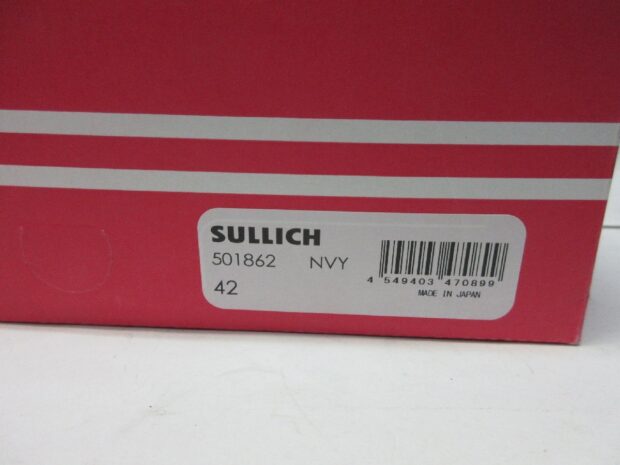 SULLICH
501862 NVY
42
4 549403 470899
MADE IN JAPAN